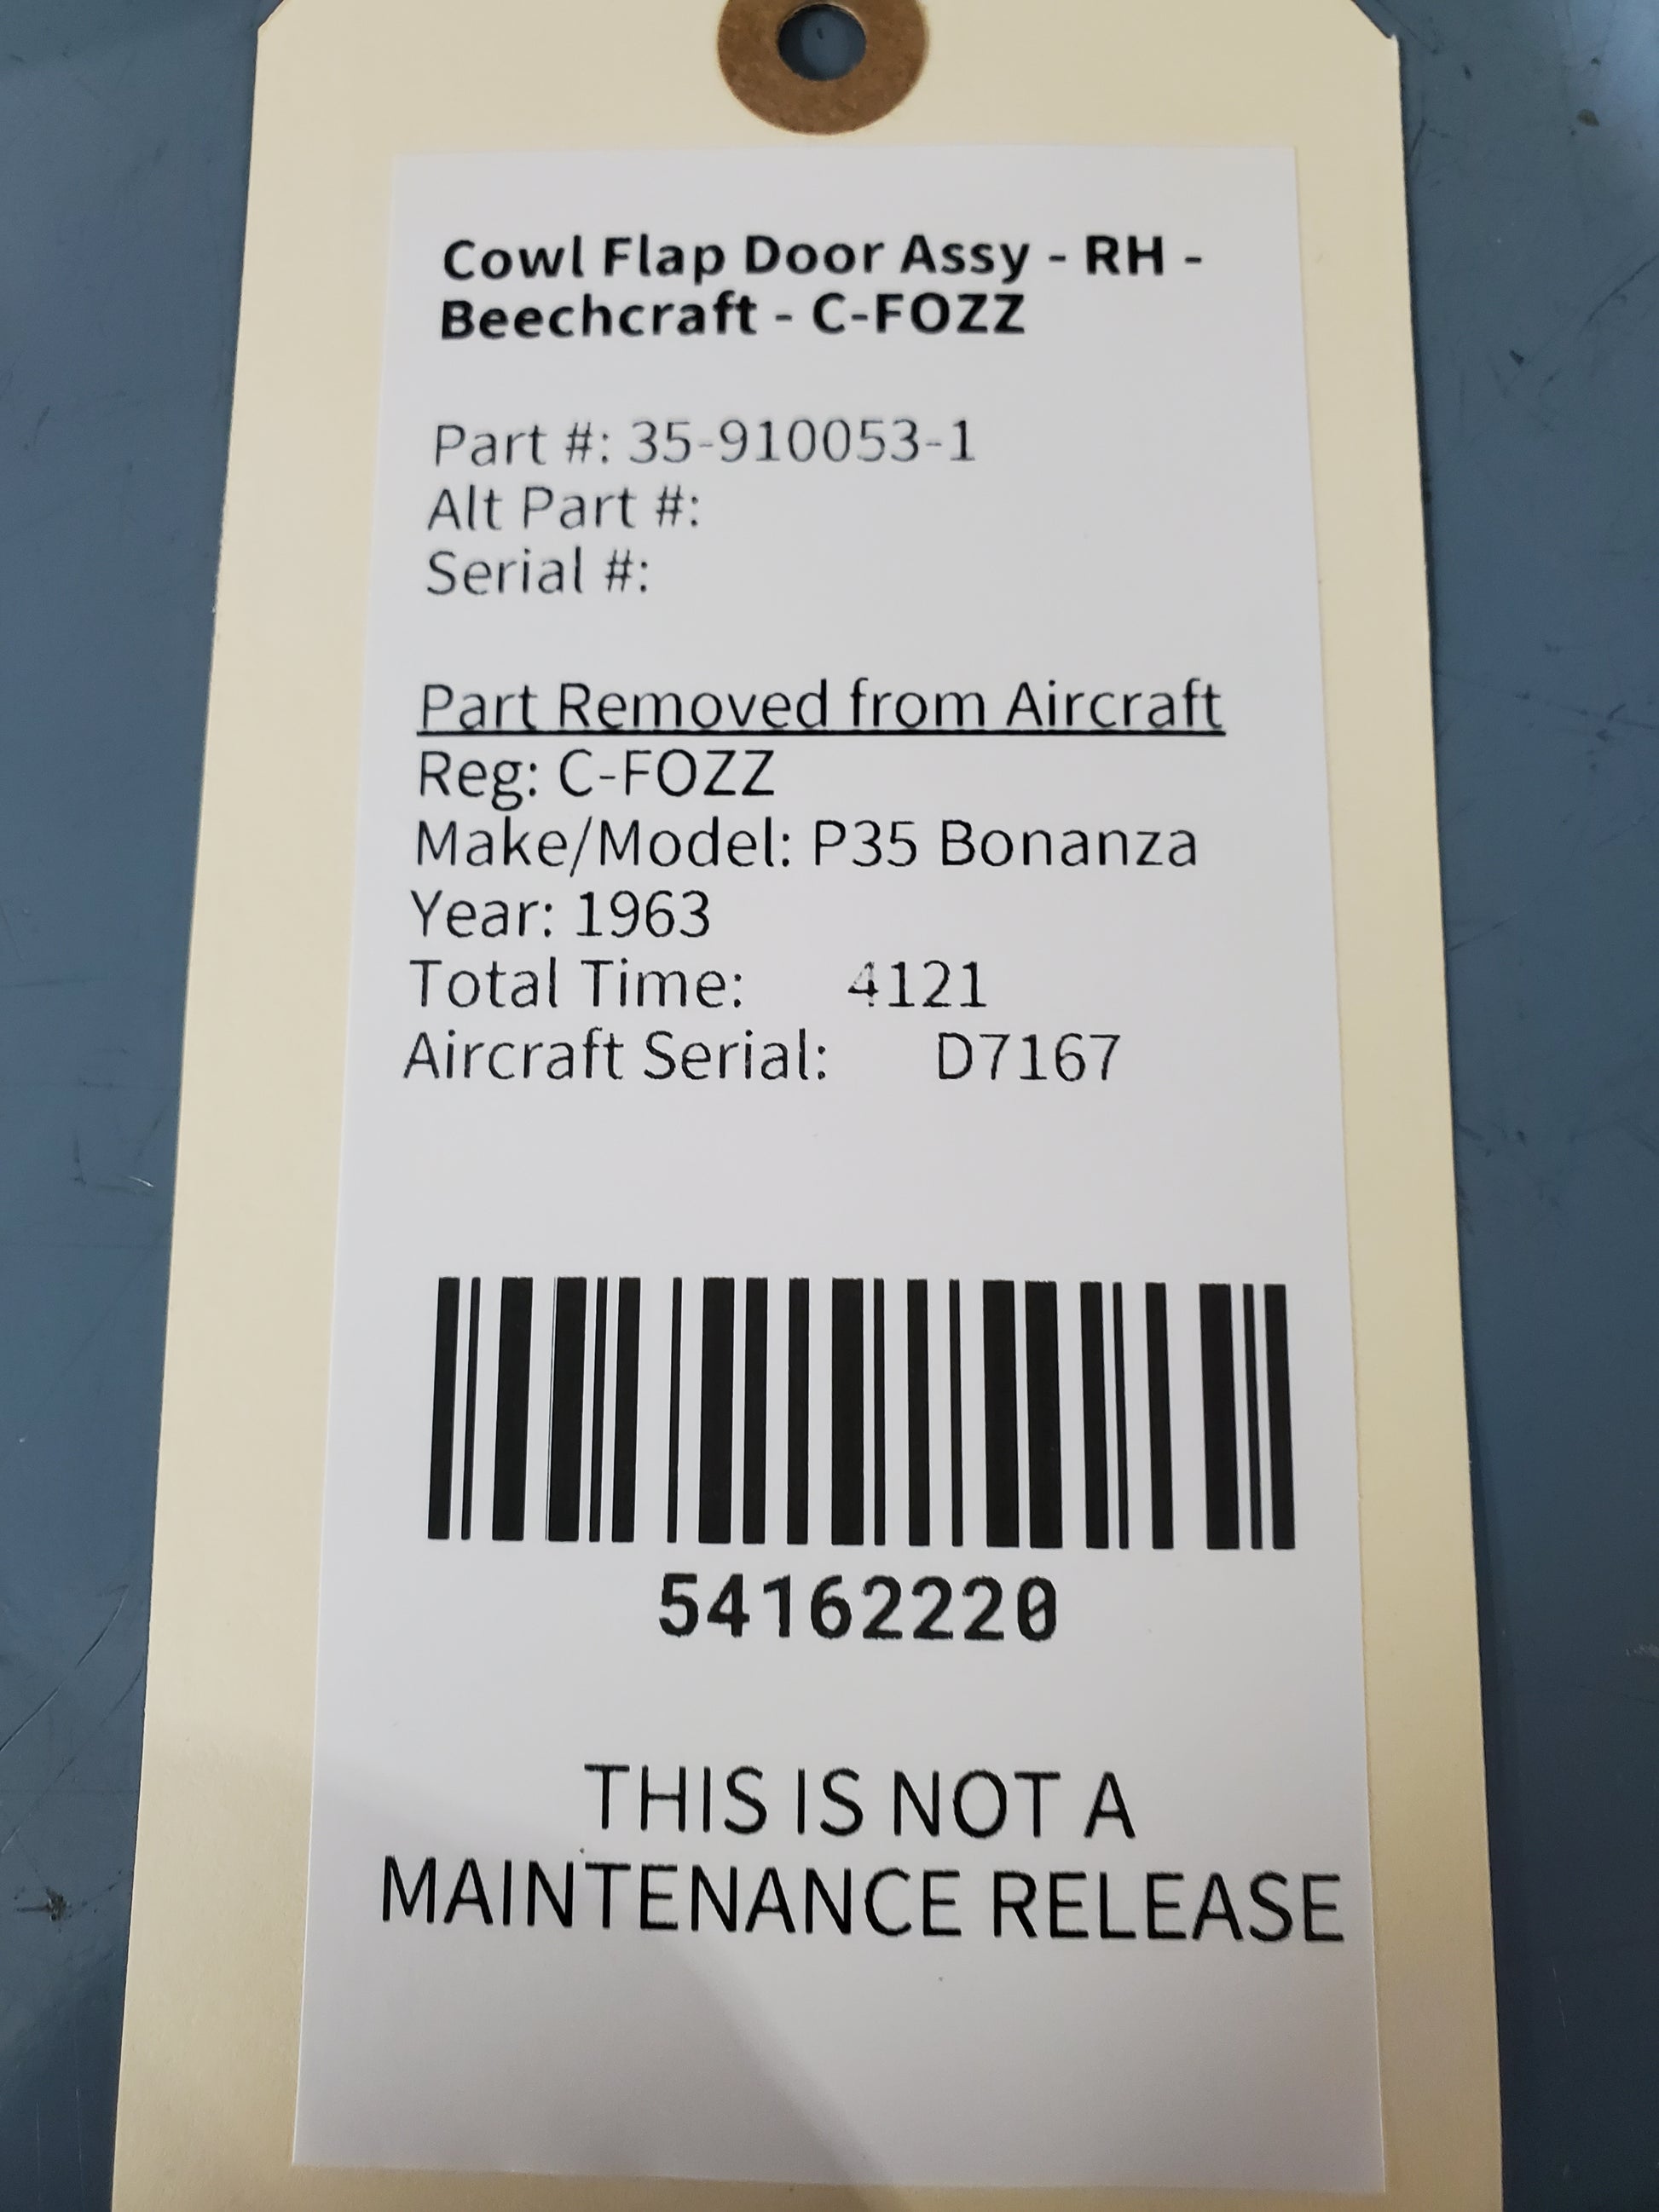 Cowl Flap Door Assy - RH -
Beechcraft - C-FOZZ
Part #: 35-910053-1
Alt Part #:
Serial #:
Part Removed from Aircraft
Reg: C-FOZZ
Make/Model: P35 Bonanza
Year: 1963
Total Time: 4121
Aircraft Serial: D7167
54162220
THIS IS NOT A
MAINTENANCE RELEASE